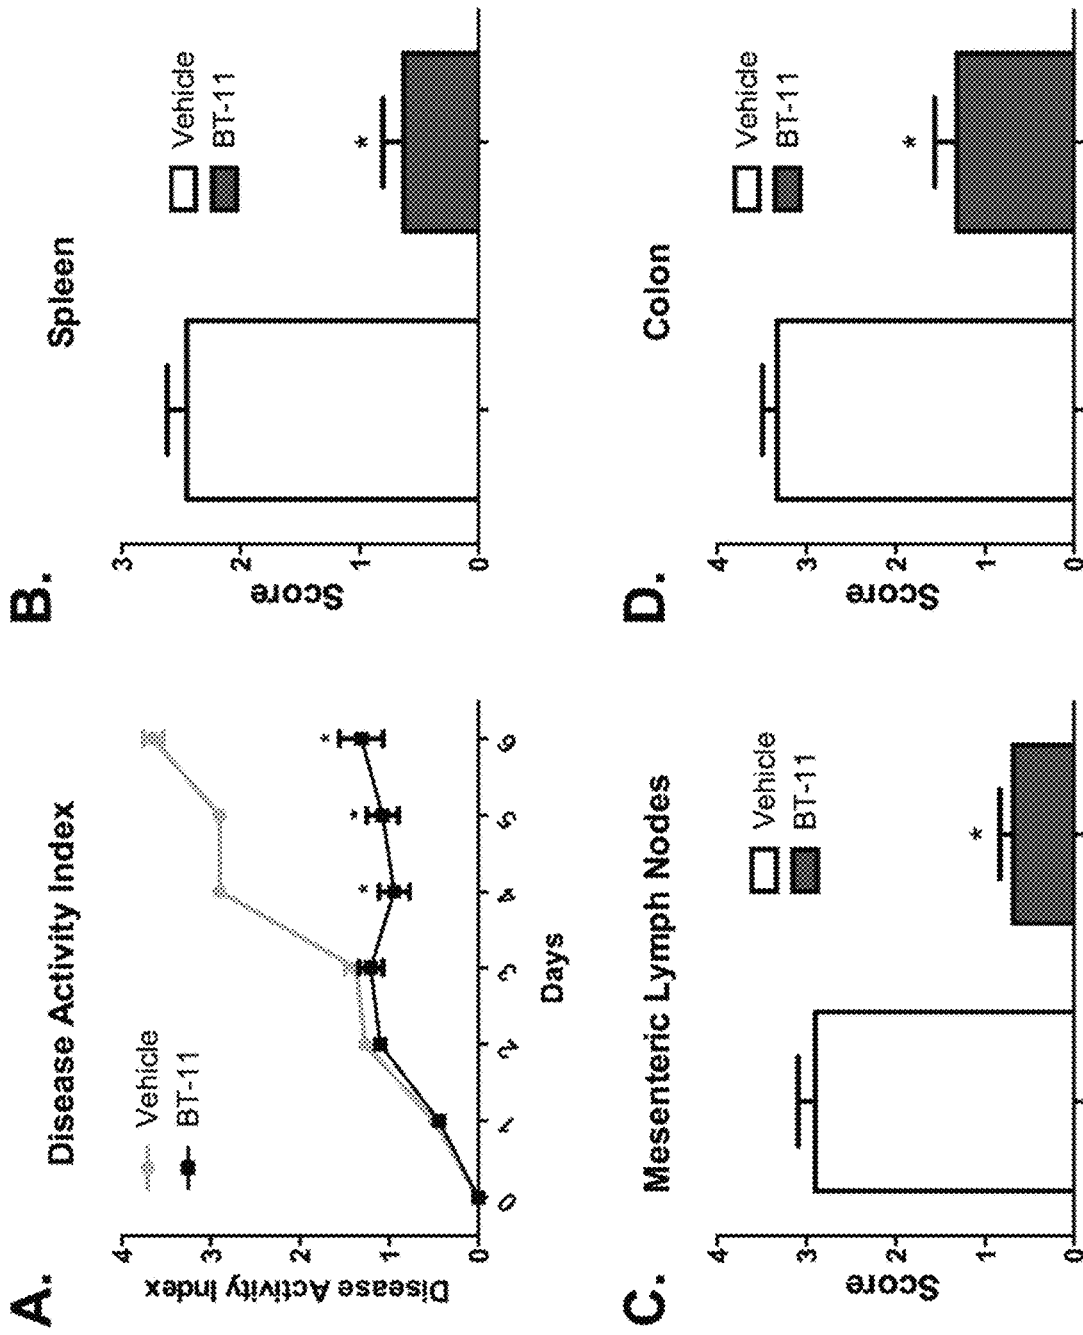 A.
Disease Activity Index
Vehicle
BT-11
Disease Activity Index
4
3
2
1
0
0 1 2 3 4 5 6
* * *
Days
B.
Spleen
Vehicle
BT-11
Score
3
2
1
0
*
C.
Mesenteric Lymph Nodes
Vehicle
BT-11
Score
4
3
2
1
0
*
D.
Colon
Vehicle
BT-11
Score
4
3
2
1
0
*